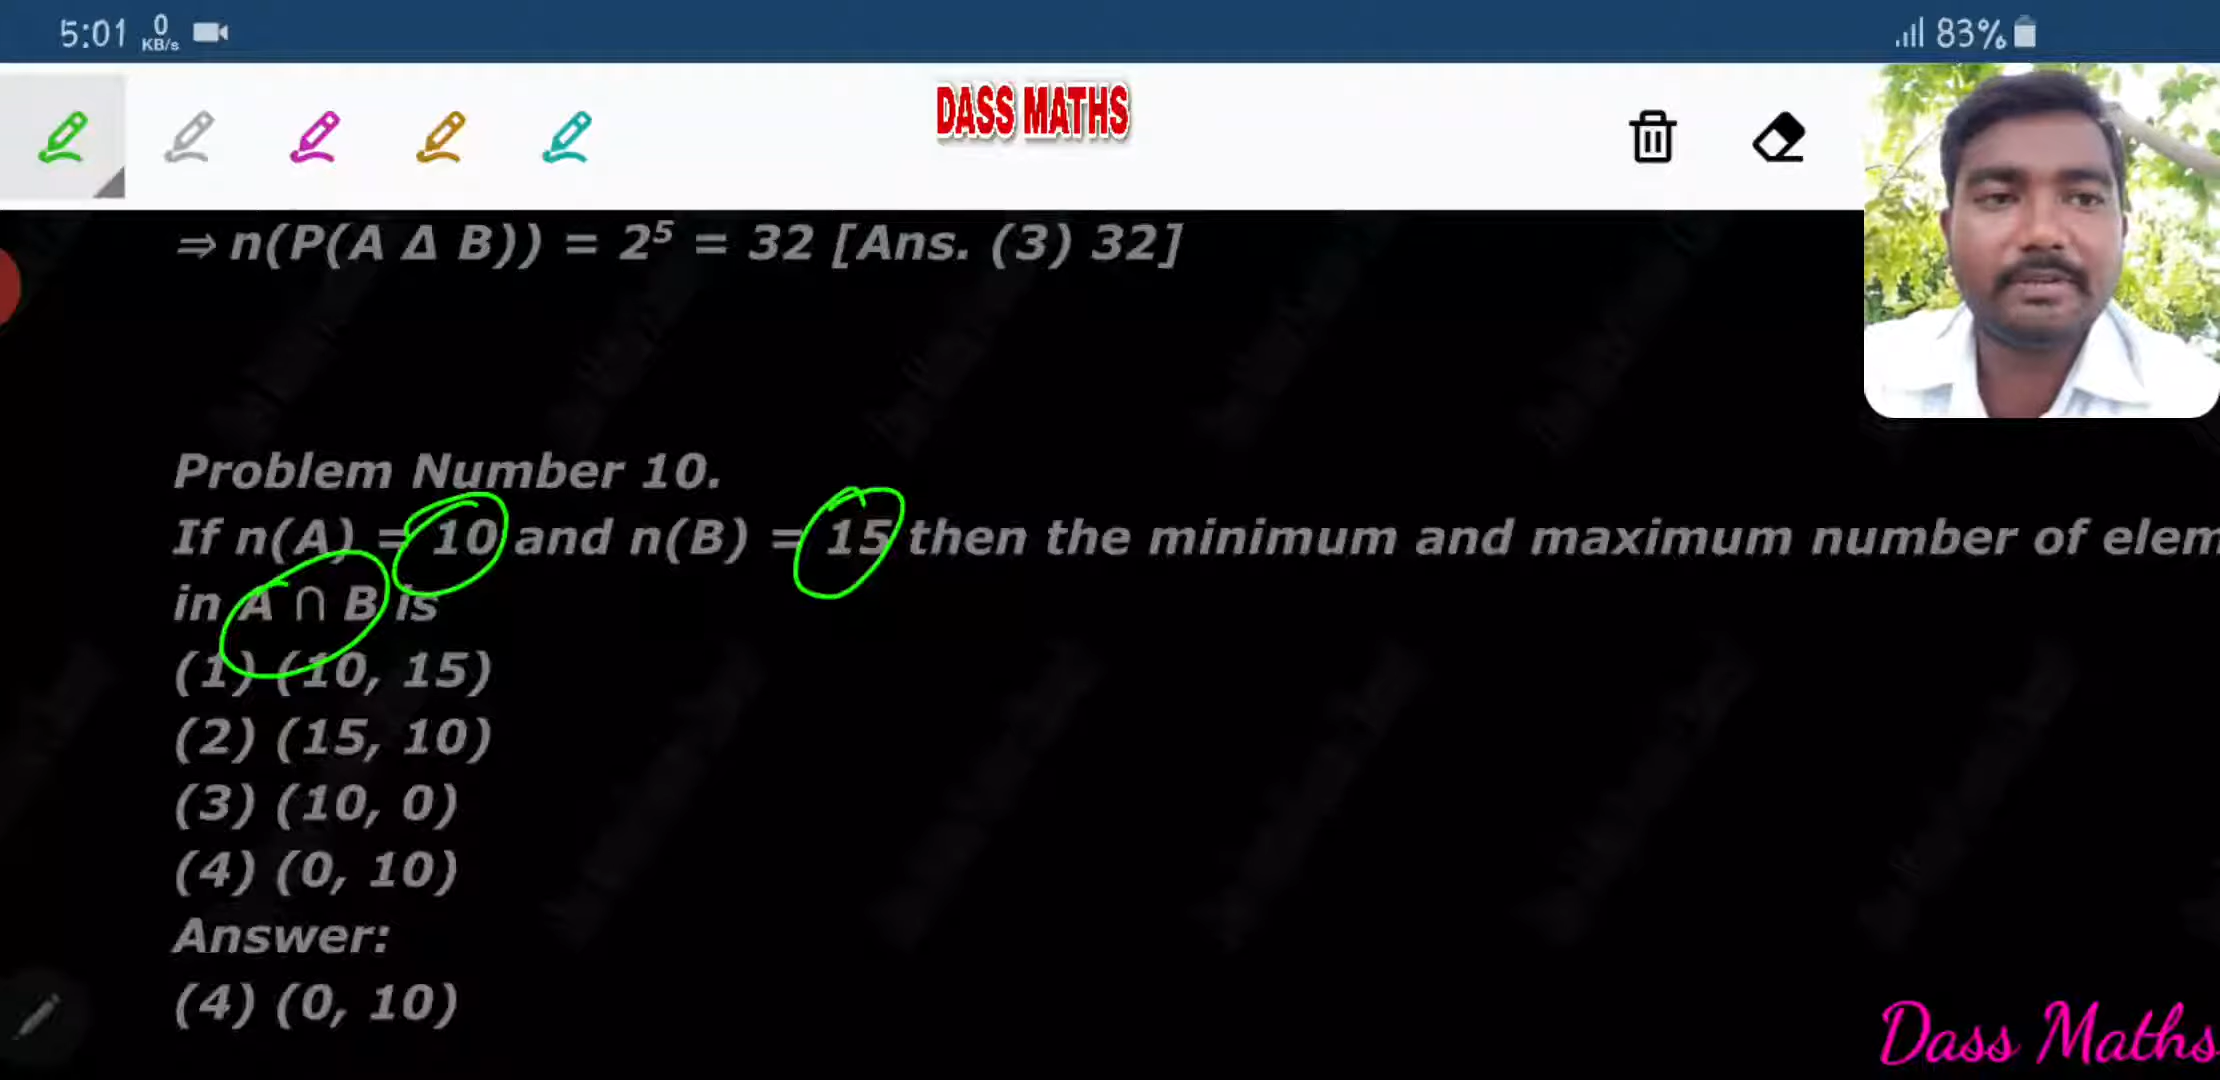 5:01 0 KB/s 83%
DASS MATHS
⇒ n(P(A Δ B)) = 2⁵ = 32 [Ans. (3) 32]
Problem Number 10.
If n(A) = 10 and n(B) = 15 then the minimum and maximum number of elem
in A ∩ B is
(1) (10, 15)
(2) (15, 10)
(3) (10, 0)
(4) (0, 10)
Answer:
(4) (0, 10)
Dass Maths